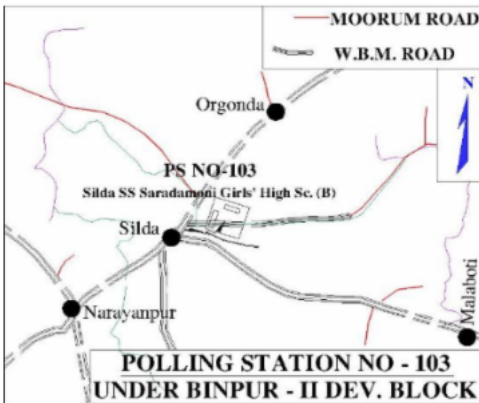 MOORUM ROAD
W.B.M. ROAD
N
Orgonda
PS NO-103
Silda SS Saradamoni Girls' High Sc. (B)
Silda
Narayanpur
Malaboti
POLLING STATION NO - 103
UNDER BINPUR - II DEV. BLOCK